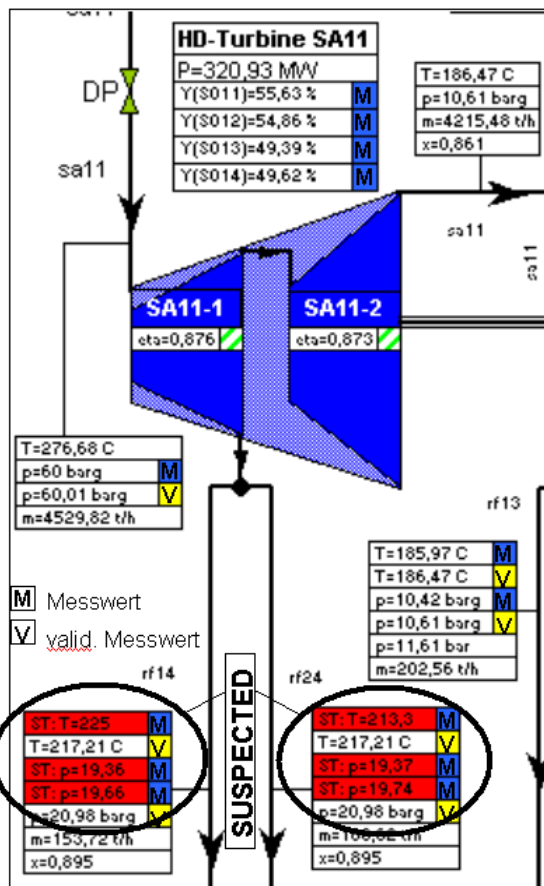 HD-Turbine SA11
P=320,93 MW
Y(S011)=55,63 % M
Y(S012)=54,86 % M
Y(S013)=49,39 % M
Y(S014)=49,62 % M
T=186,47 C
p=10,61 barg
m=4215,48 t/h
x=0,861
DP
sa11
sa11
sa11
SA11-1
eta=0,876
SA11-2
eta=0,873
T=276,68 C
p=60 barg M
p=60,01 barg V
m=4529,82 t/h
rf13
T=185,97 C M
T=186,47 C V
p=10,42 barg M
p=10,61 barg V
p=11,61 bar
m=202,56 t/h
M Messwert
V valid. Messwert
rf14
SUSPECTED
rf24
ST: T=225 M
T=217,21 C V
ST: p=19,36 M
ST: p=19,66 M
p=20,98 barg V
m=153,72 t/h
x=0,895
ST: T=213,3 M
T=217,21 C V
ST: p=19,37 M
ST: p=19,74 M
p=20,98 barg V
x=0,895